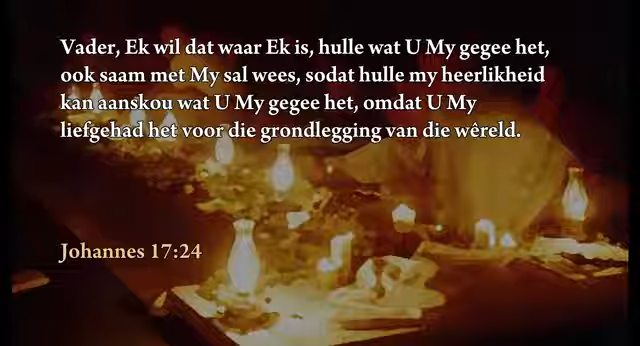 Vader, Ek wil dat waar Ek is, hulle wat U My gegee het,
ook saam met My sal wees, sodat hulle my heerlikheid
kan aanskou wat U My gegee het, omdat U My
liefgehad het voor die grondlegging van die wêreld.
Johannes 17:24